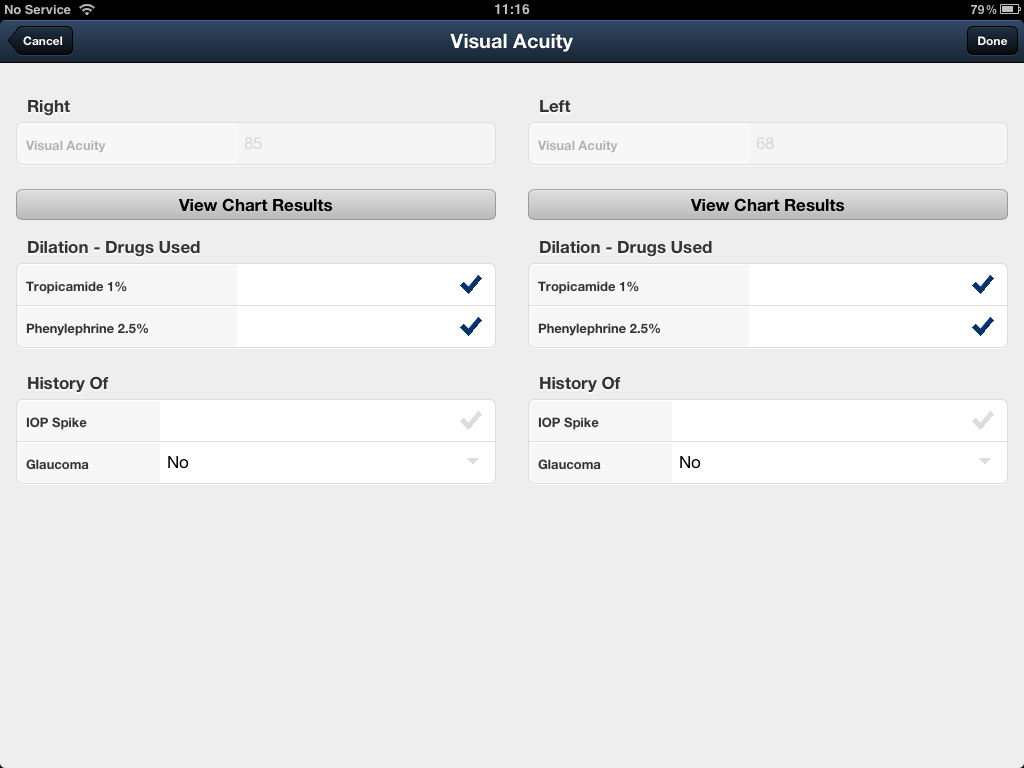 No Service 11:16 79%
Cancel Visual Acuity Done
Right
Visual Acuity 85
View Chart Results
Dilation - Drugs Used
Tropicamide 1%
Phenylephrine 2.5%
History Of
IOP Spike
Glaucoma No
Left
Visual Acuity 68
View Chart Results
Dilation - Drugs Used
Tropicamide 1%
Phenylephrine 2.5%
History Of
IOP Spike
Glaucoma No